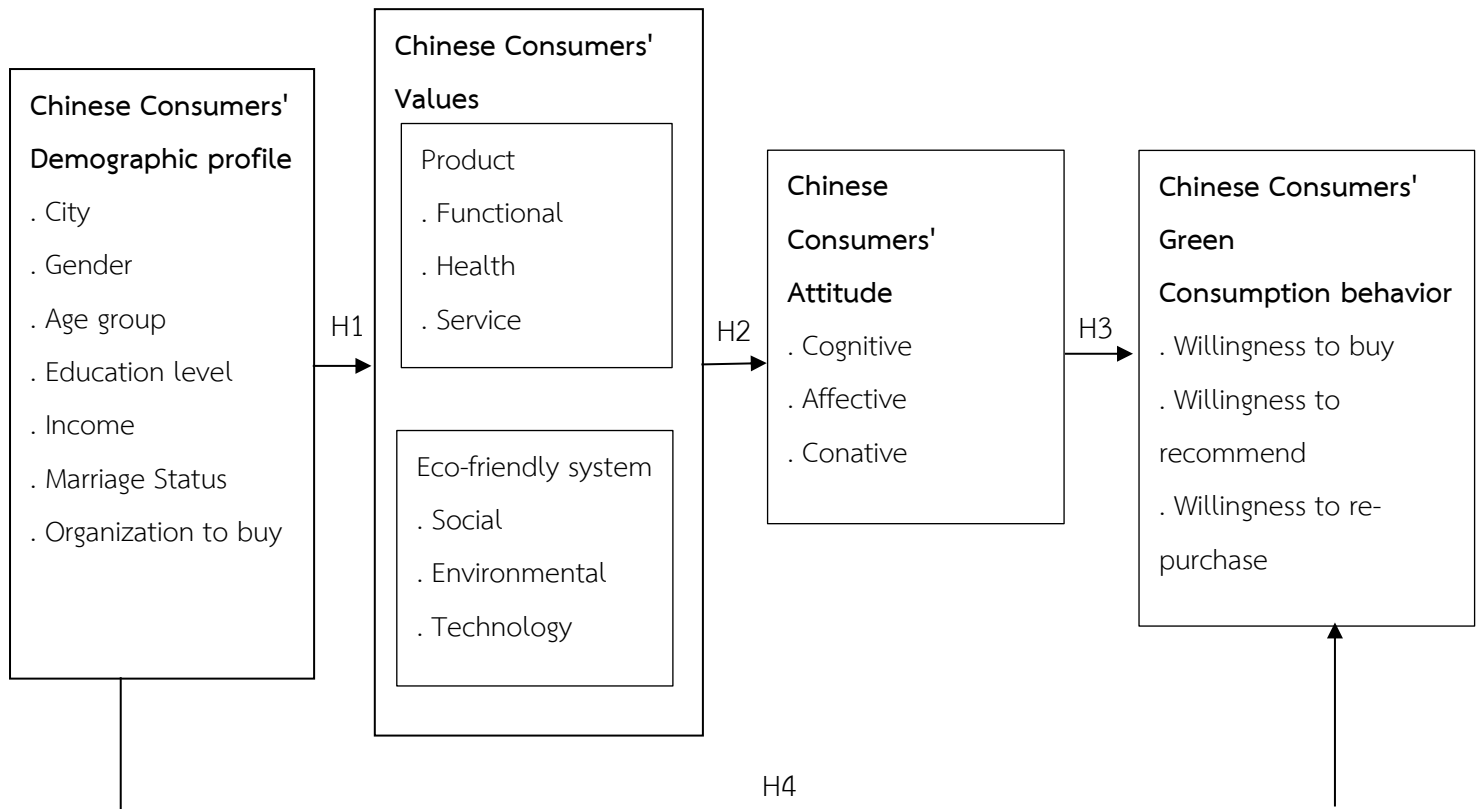 Chinese Consumers'
Demographic profile
. City
. Gender
. Age group
. Education level
. Income
. Marriage Status
. Organization to buy
H1
Chinese Consumers'
Values
Product
. Functional
. Health
. Service
Eco-friendly system
. Social
. Environmental
. Technology
H2
Chinese
Consumers'
Attitude
. Cognitive
. Affective
. Conative
H3
Chinese Consumers'
Green
Consumption behavior
. Willingness to buy
. Willingness to
recommend
. Willingness to re-
purchase
H4